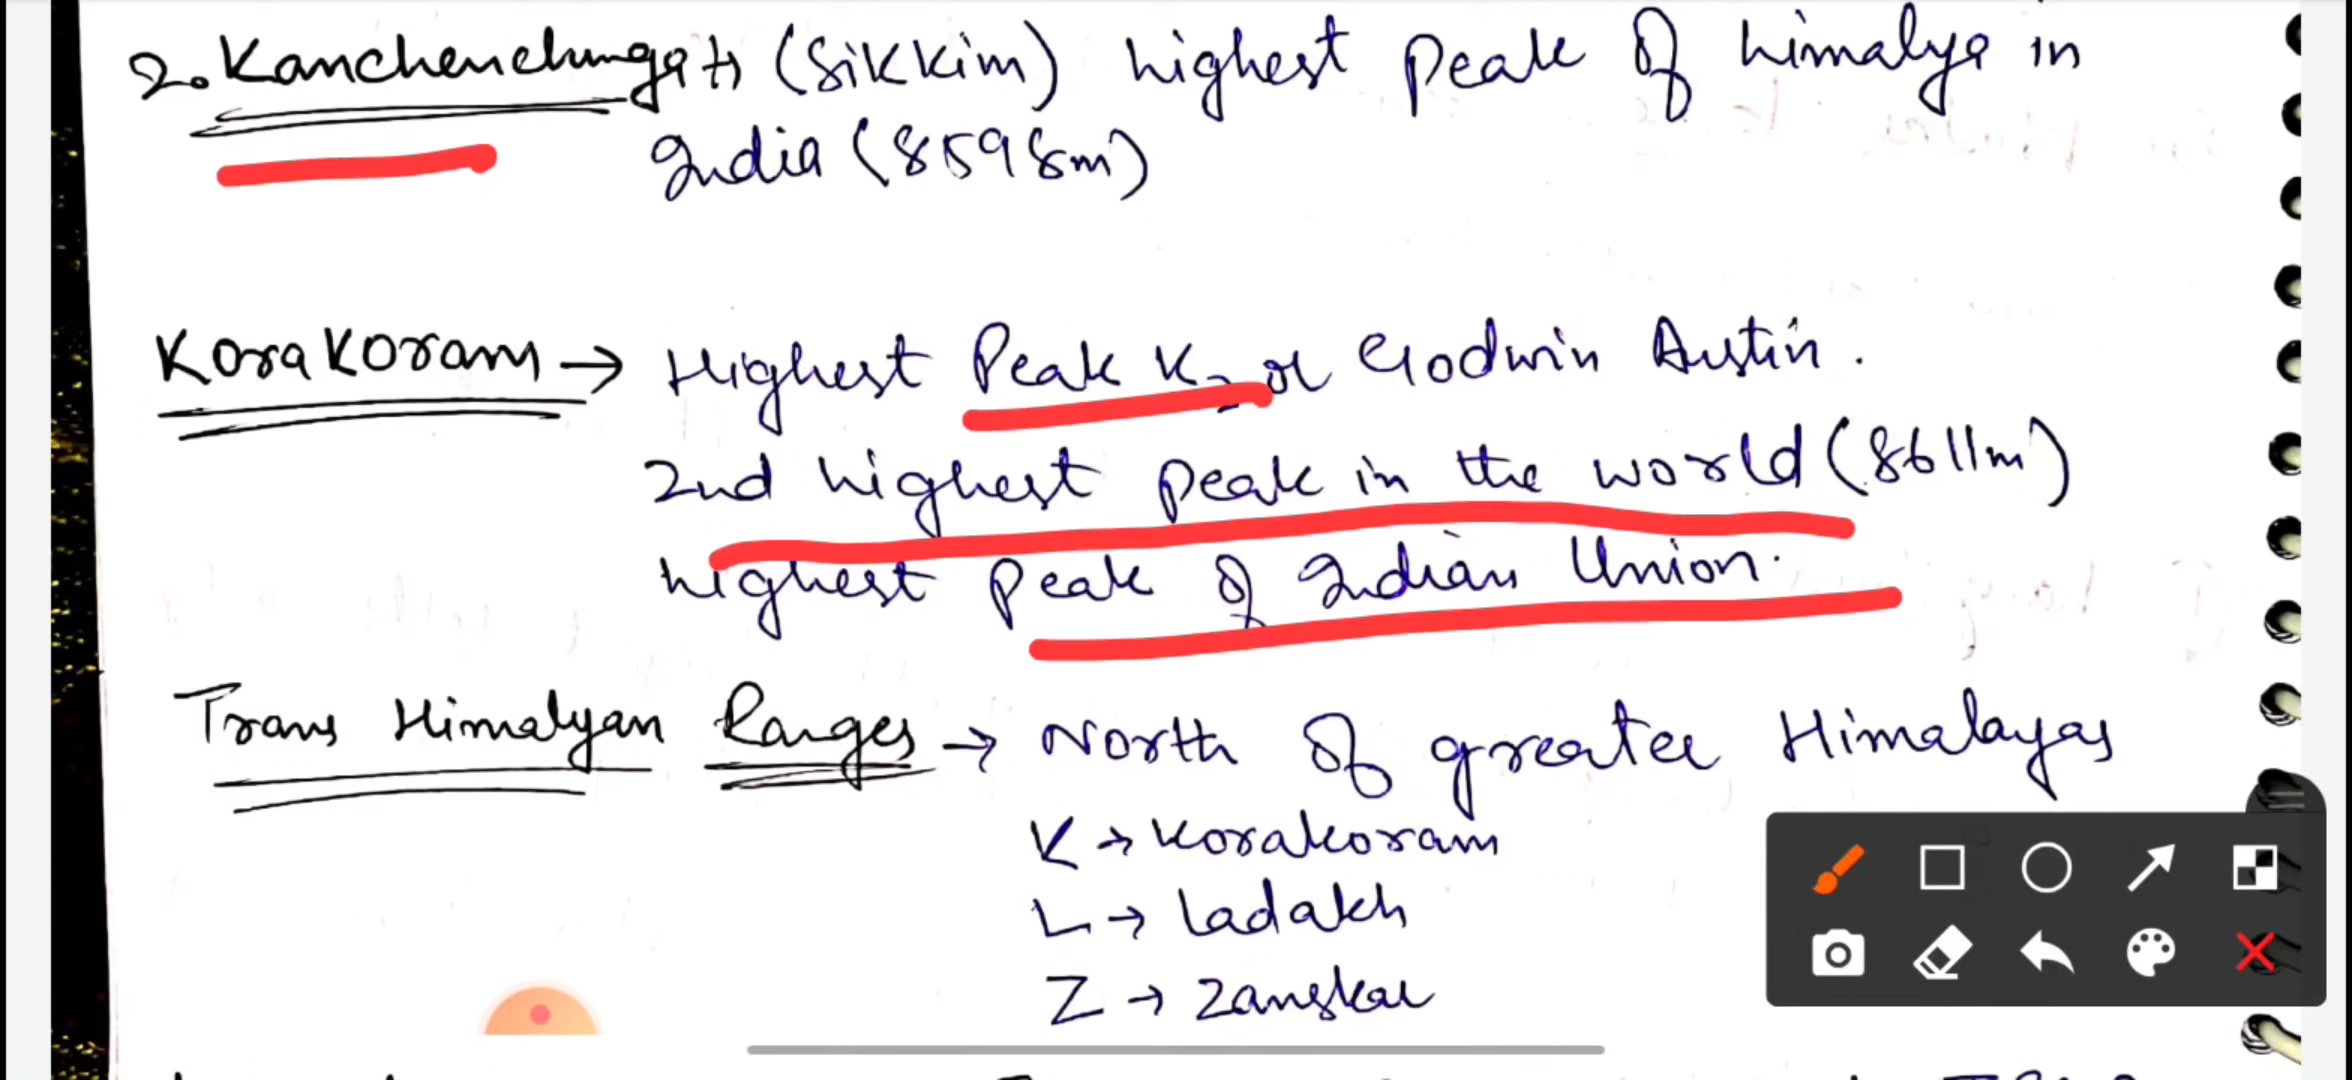 2. Kanchenchunga → (Sikkim) highest Peak of himalya in
India (8598m)
KoraKoram → Highest Peak K2 or Godwin Austin.
2nd highest peak in the world (8611m)
highest Peak of Indian Union.
Trans Himalyan Ranges → North of greater Himalayas
K → Korakoram
L → Ladakh
Z → Zanskar